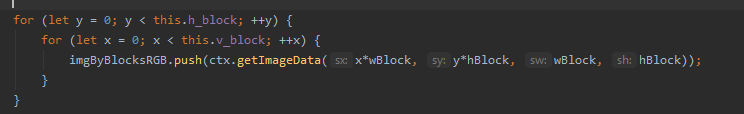 for (let y = 0; y < this.h_block; ++y) {
for (let x = 0; x < this.v_block; ++x) {
imgByBlocksRGB.push(ctx.getImageData( sx: x*wBlock, sy: y*hBlock, sw: wBlock, sh: hBlock));
}
}